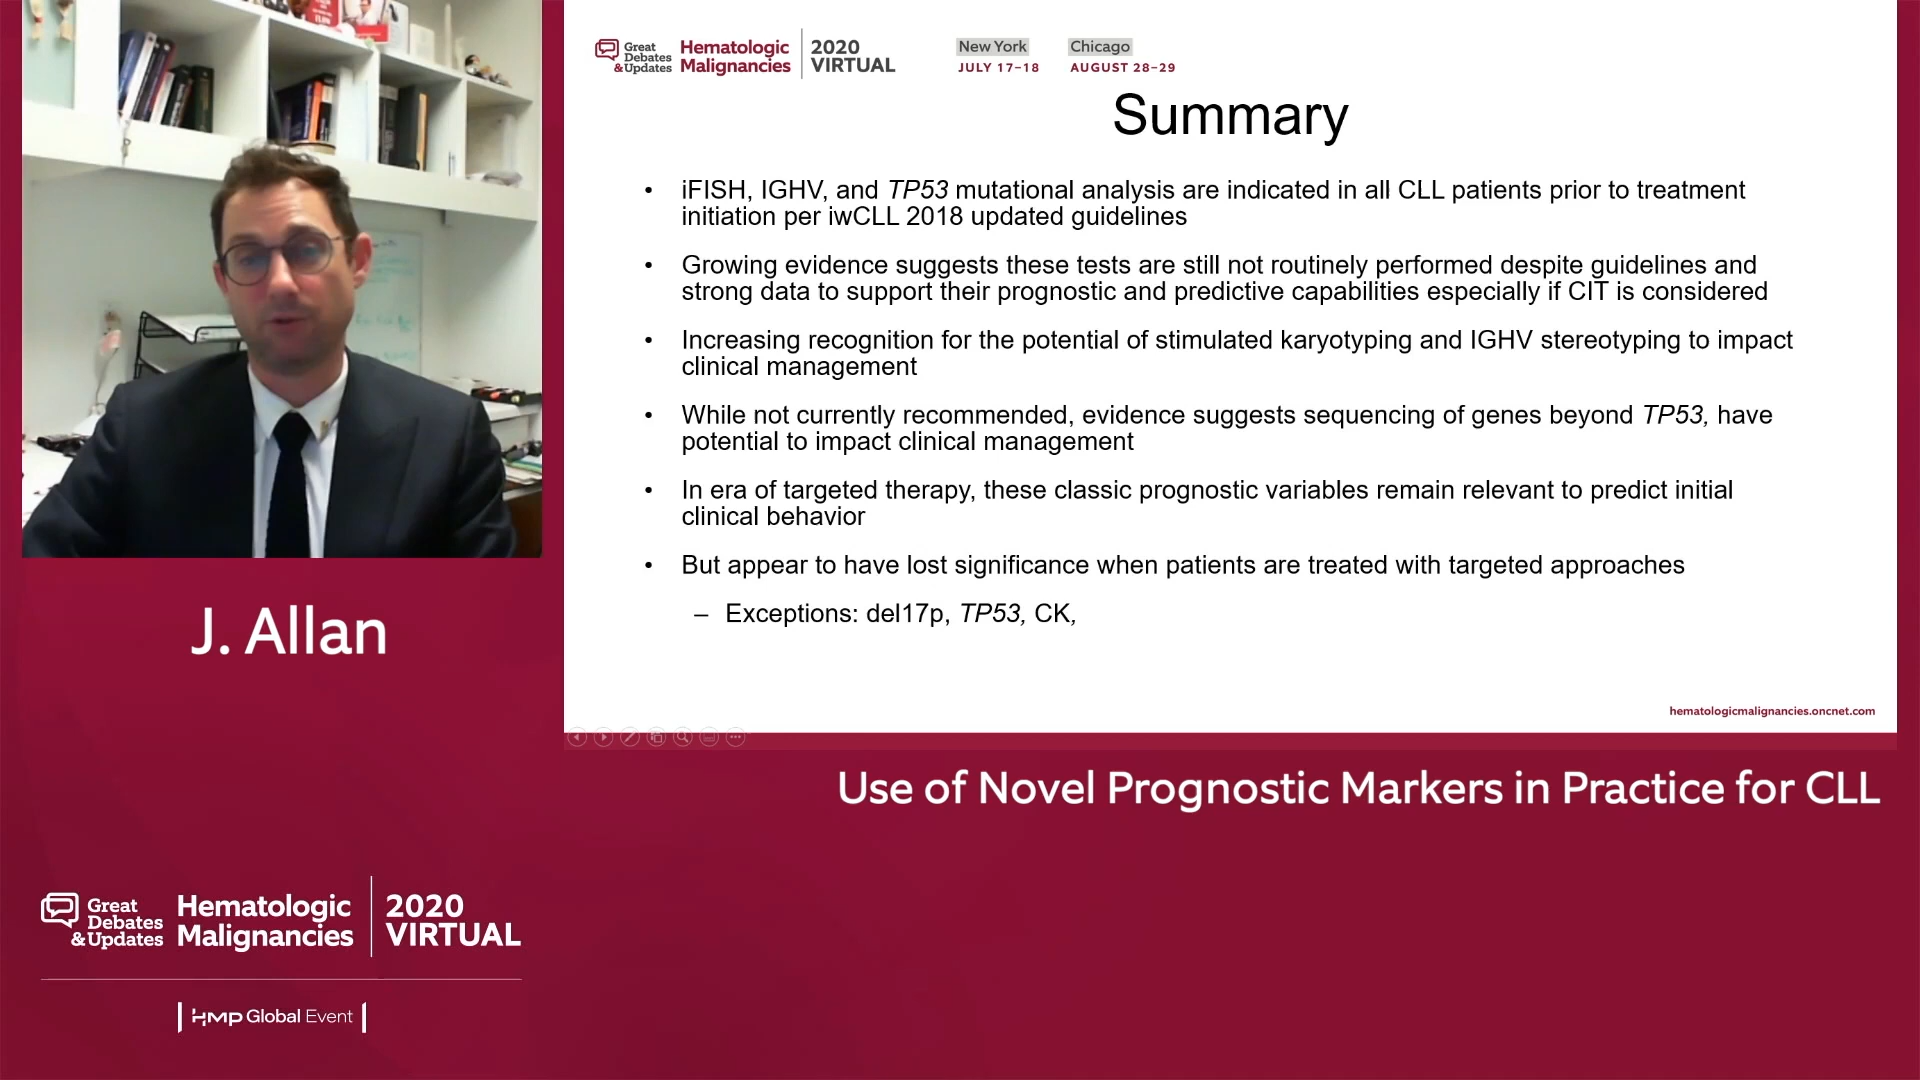 Great
Debates
&Updates
Hematologic
Malignancies
2020
VIRTUAL
New York
JULY 17–18
Chicago
AUGUST 28–29
Summary
• iFISH, IGHV, and TP53 mutational analysis are indicated in all CLL patients prior to treatment
initiation per iwCLL 2018 updated guidelines
• Growing evidence suggests these tests are still not routinely performed despite guidelines and
strong data to support their prognostic and predictive capabilities especially if CIT is considered
• Increasing recognition for the potential of stimulated karyotyping and IGHV stereotyping to impact
clinical management
• While not currently recommended, evidence suggests sequencing of genes beyond TP53, have
potential to impact clinical management
• In era of targeted therapy, these classic prognostic variables remain relevant to predict initial
clinical behavior
• But appear to have lost significance when patients are treated with targeted approaches
– Exceptions: del17p, TP53, CK,
hematologicmalignancies.oncnet.com
J. Allan
Use of Novel Prognostic Markers in Practice for CLL
Great
Debates
&Updates
Hematologic
Malignancies
2020
VIRTUAL
HMP Global Event